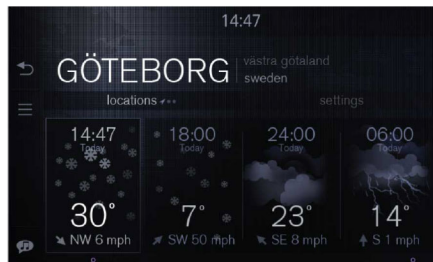 14:47
GÖTEBORG
västra götaland
sweden
locations
settings
14:47
Today
30°
NW 6 mph
18:00
Today
7°
SW 50 mph
24:00
Today
23°
SE 8 mph
06:00
Today
14°
S 1 mph